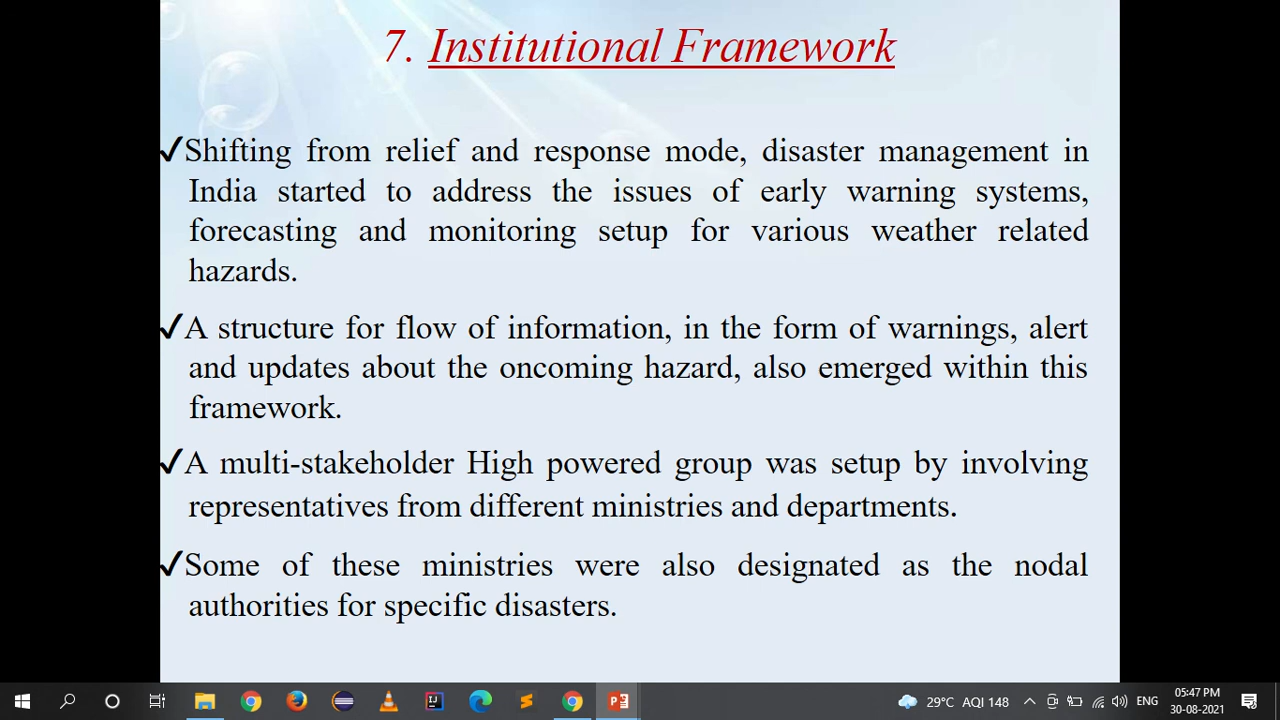 7. Institutional Framework
✓Shifting from relief and response mode, disaster management in
India started to address the issues of early warning systems,
forecasting and monitoring setup for various weather related
hazards.
✓A structure for flow of information, in the form of warnings, alert
and updates about the oncoming hazard, also emerged within this
framework.
✓A multi-stakeholder High powered group was setup by involving
representatives from different ministries and departments.
✓Some of these ministries were also designated as the nodal
authorities for specific disasters.
29°C AQI 148
ENG
05:47 PM
30-08-2021